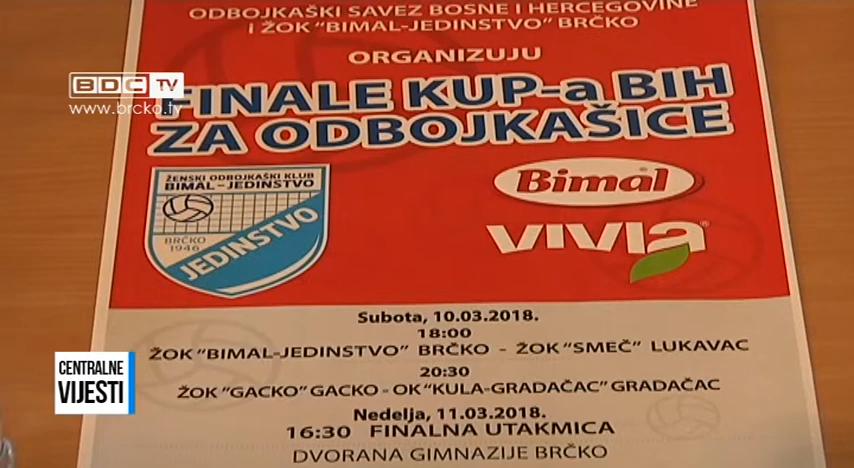 ODBOJKAŠKI SAVEZ BOSNE I HERCEGOVINE
I ŽOK "BIMAL-JEDINSTVO" BRČKO
ORGANIZUJU
BDC TV
www.brcko.tv
FINALE KUP-a BIH
ZA ODBOJKAŠICE
ŽENSKI ODBOJKAŠKI KLUB
BIMAL-JEDINSTVO
BRČKO
1946
JEDINSTVO
Bimal
VIVIa
Subota, 10.03.2018.
18:00
ŽOK "BIMAL-JEDINSTVO" BRČKO - ŽOK "SMEČ" LUKAVAC
20:30
ŽOK "GACKO" GACKO - OK "KULA-GRADAČAC" GRADAČAC
Nedelja, 11.03.2018.
16:30 FINALNA UTAKMICA
DVORANA GIMNAZIJE BRČKO
CENTRALNE
VIJESTI